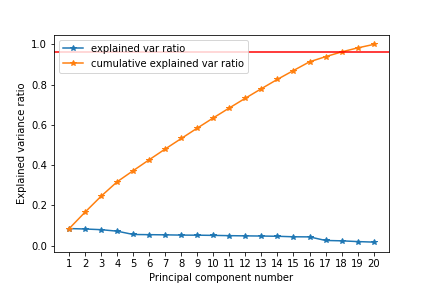 explained var ratio
cumulative explained var ratio
Explained variance ratio
1.0
0.8
0.6
0.4
0.2
0.0
1 2 3 4 5 6 7 8 9 10 11 12 13 14 15 16 17 18 19 20
Principal component number